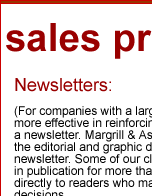 sales pr
Newsletters:
(For companies with a larg
more effective in reinforcin
a newsletter. Margrill & As
the editorial and graphic d
newsletter. Some of our cl
in publication for more tha
directly to readers who ma
decisions